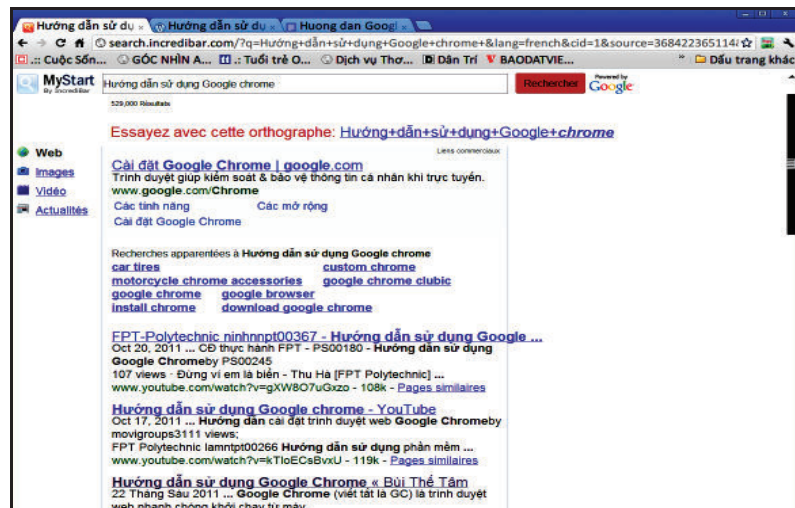 Hướng dẫn sử dụ
Hướng dẫn sử dụ
Huong dan Googl
search.incredibar.com/?q=Hướng+dẫn+sử+dụng+Google+chrome+&lang=french&cid=1&source=368422365114
.:: Cuộc Sốn... GÓC NHÌN A... .: Tuổi trẻ O... Dịch vụ Thơ... Dân Trí BAODATVIE... » Dấu trang khác
MyStart
By IncrediBar
Hướng dẫn sử dụng Google chrome
Rechercher
Powered by
Google
529,000 Résultats
Essayez avec cette orthographe: Hướng+dẫn+sử+dụng+Google+chrome
Liens commerciaux
Web
Images
Vidéo
Actualités
Cài đặt Google Chrome | google.com
Trình duyệt giúp kiểm soát & bảo vệ thông tin cá nhân khi trực tuyến.
www.google.com/Chrome
Các tính năng Các mở rộng
Cài đặt Google Chrome
Recherches apparentées à Hướng dẫn sử dụng Google chrome
car tires custom chrome
motorcycle chrome accessories google chrome clubic
google chrome google browser
install chrome download google chrome
FPT-Polytechnic ninhnnpt00367 - Hướng dẫn sử dụng Google ...
Oct 20, 2011 ... CĐ thực hành FPT - PS00180 - Hướng dẫn sử dụng
Google Chromeby PS00245
107 views · Đừng ví em là biển - Thu Hà [FPT Polytechnic] ...
www.youtube.com/watch?v=gXW8O7uGxzo - 108k - Pages similaires
Hướng dẫn sử dụng Google chrome - YouTube
Oct 17, 2011 ... Hướng dẫn cài đặt trình duyệt web Google Chromeby
movigroups3111 views;
FPT Polytechnic lamntpt00266 Hướng dẫn sử dụng phần mềm ...
www.youtube.com/watch?v=kTloECsBvxU - 119k - Pages similaires
Hướng dẫn sử dụng Google Chrome « Bùi Thế Tâm
22 Tháng Sáu 2011 ... Google Chrome (viết tắt là GC) là trình duyệt
web nhanh chóng khởi chạy từ máy